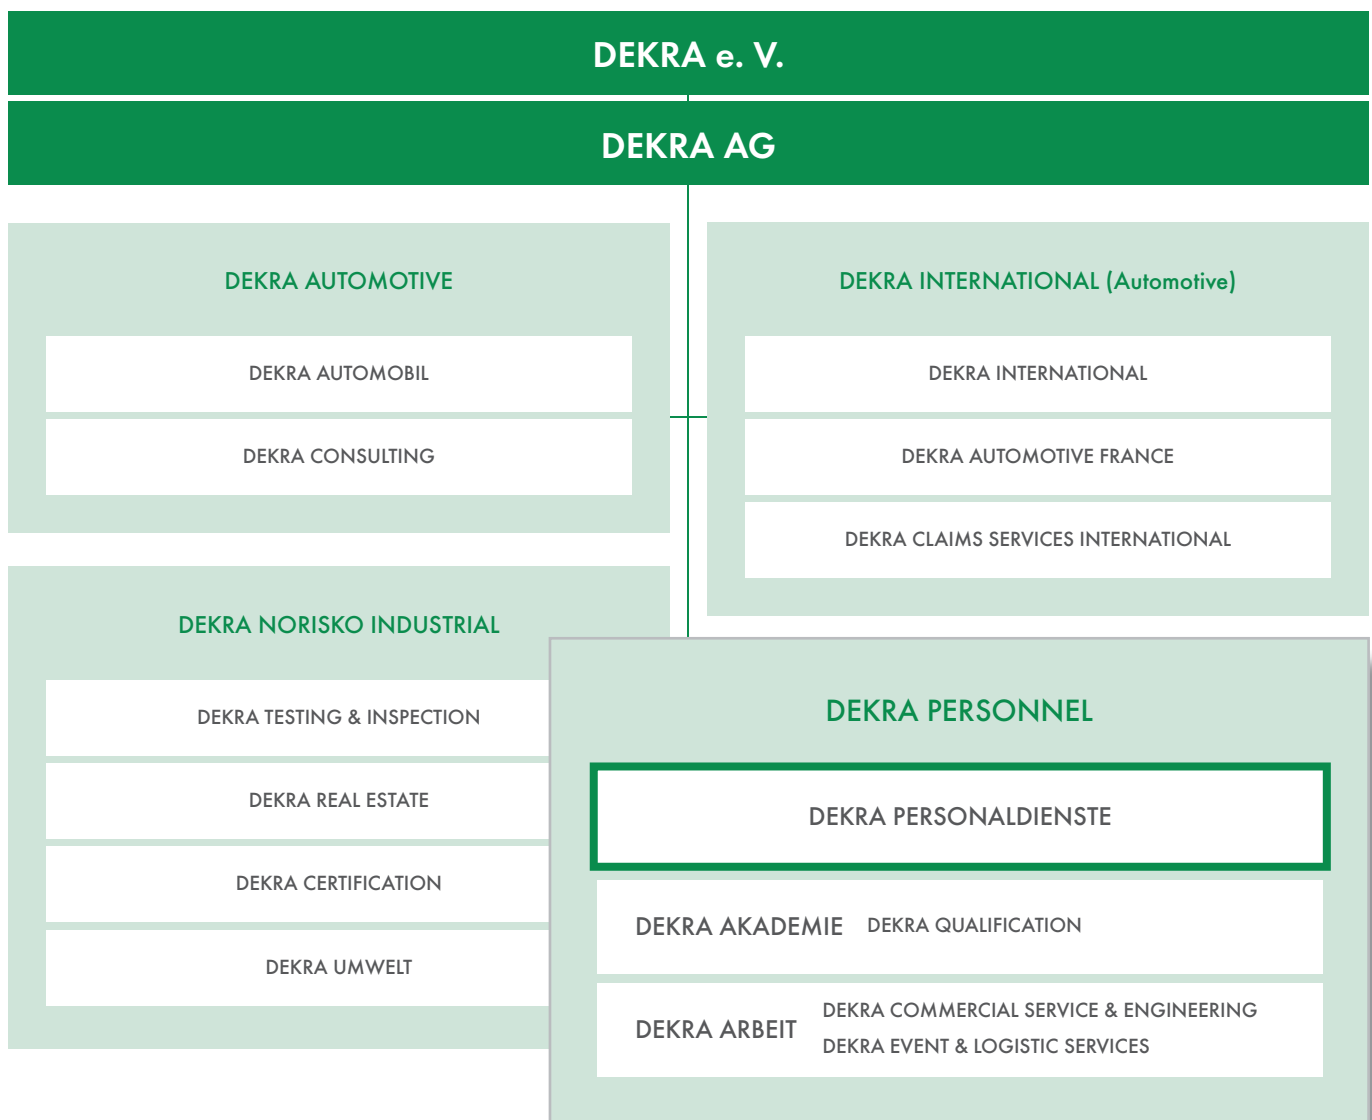 DEKRA e. V.
DEKRA AG
DEKRA AUTOMOTIVE
DEKRA AUTOMOBIL
DEKRA CONSULTING
DEKRA INTERNATIONAL (Automotive)
DEKRA INTERNATIONAL
DEKRA AUTOMOTIVE FRANCE
DEKRA CLAIMS SERVICES INTERNATIONAL
DEKRA NORISKO INDUSTRIAL
DEKRA TESTING & INSPECTION
DEKRA REAL ESTATE
DEKRA CERTIFICATION
DEKRA UMWELT
DEKRA PERSONNEL
DEKRA PERSONALDIENSTE
DEKRA AKADEMIE DEKRA QUALIFICATION
DEKRA ARBEIT
DEKRA COMMERCIAL SERVICE & ENGINEERING
DEKRA EVENT & LOGISTIC SERVICES